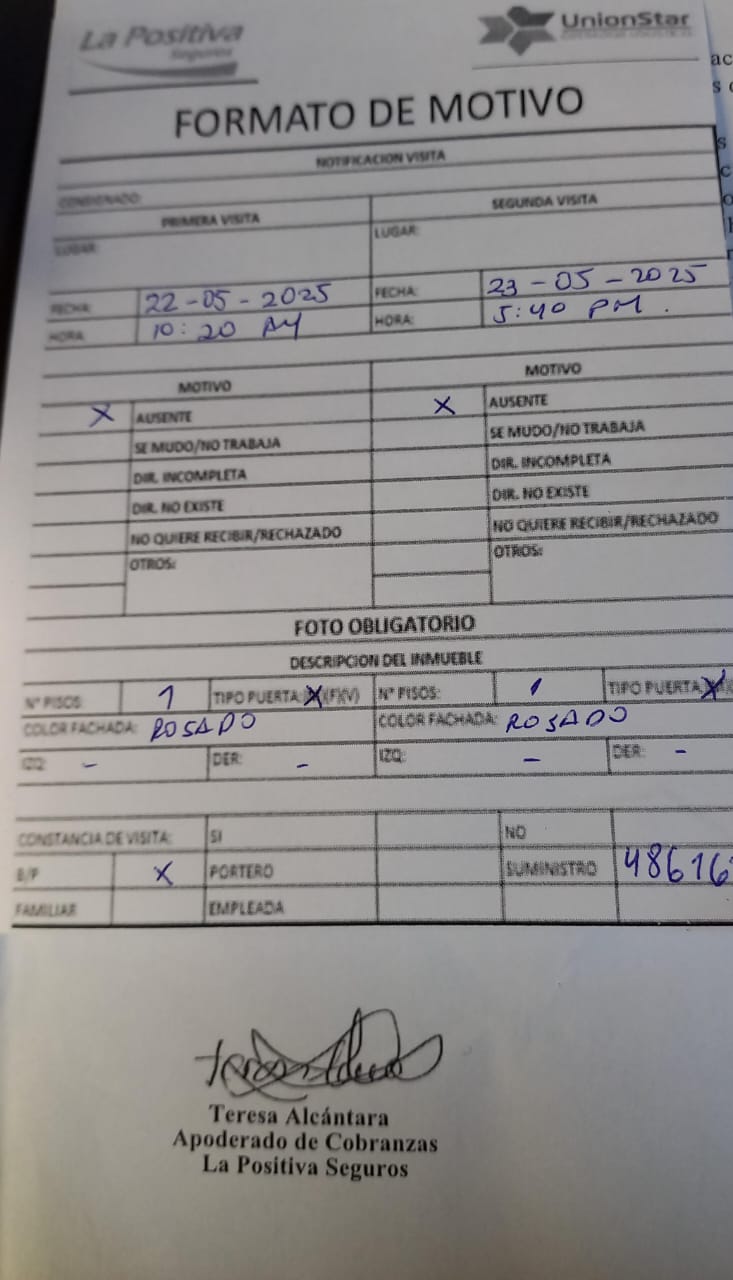 La Positiva
Seguros
UnionStar
FORMATO DE MOTIVO
NOTIFICACION VISITA
CONSIGNADO:
PRIMERA VISITA SEGUNDA VISITA
LUGAR: LUGAR:
FECHA: 22-05-2025 FECHA: 23-05-2025
HORA: 10:20 AM HORA: 5:40 PM.
MOTIVO MOTIVO
X AUSENTE X AUSENTE
SE MUDO/NO TRABAJA SE MUDO/NO TRABAJA
DIR. INCOMPLETA DIR. INCOMPLETA
DIR. NO EXISTE DIR. NO EXISTE
NO QUIERE RECIBIR/RECHAZADO NO QUIERE RECIBIR/RECHAZADO
OTROS: OTROS:
FOTO OBLIGATORIO
DESCRIPCION DEL INMUEBLE
N° PISOS: 1 TIPO PUERTA: X(F)(V) N° PISOS: 1 TIPO PUERTA: X
COLOR FACHADA: ROSADO COLOR FACHADA: ROSADO
IZQ: - DER: - IZQ: - DER: -
CONSTANCIA DE VISITA: SI NO
B/P X PORTERO SUMINISTRO 48616
FAMILIAR EMPLEADA
Teresa Alcántara
Apoderado de Cobranzas
La Positiva Seguros